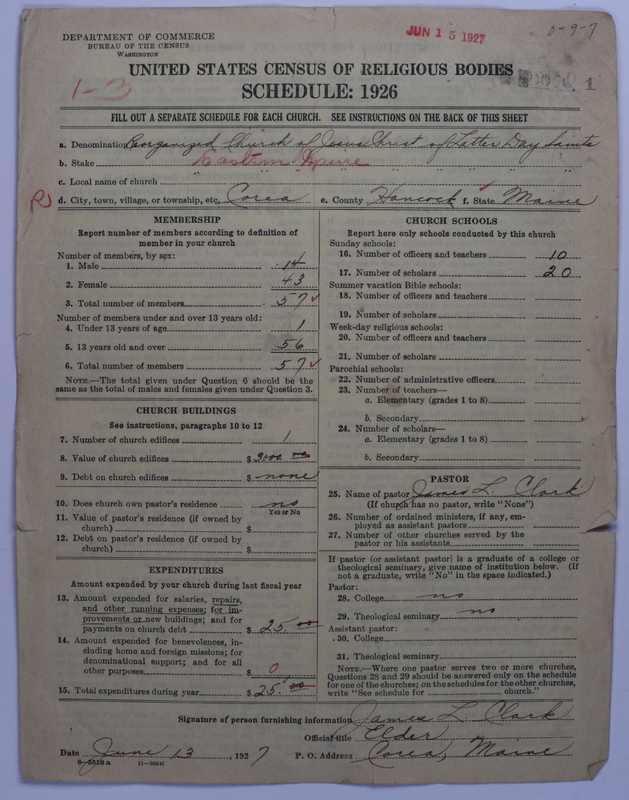 DEPARTMENT OF COMMERCE
BUREAU OF THE CENSUS
WASHINGTON
JUN 15 1927
0-9-7
1-3
UNITED STATES CENSUS OF RELIGIOUS BODIES
SCHEDULE: 1926
1
FILL OUT A SEPARATE SCHEDULE FOR EACH CHURCH. SEE INSTRUCTIONS ON THE BACK OF THIS SHEET
a. Denomination Reorganized Church of Jesus Christ of Latter Day Saints
b. Stake Eastern Maine
c. Local name of church
R d. City, town, village, or township, etc. Corea e. County Hancock f. State Maine
MEMBERSHIP
Report number of members according to definition of
member in your church
Number of members, by sex:
1. Male 14
2. Female 43
3. Total number of members 57
Number of members under and over 13 years old:
4. Under 13 years of age 1
5. 13 years old and over 56
6. Total number of members 57
NOTE.—The total given under Question 6 should be the
same as the total of males and females given under Question 3.
CHURCH BUILDINGS
See instructions, paragraphs 10 to 12
7. Number of church edifices 1
8. Value of church edifices $ 3000.00
9. Debt on church edifices $ none
10. Does church own pastor's residence no
Yes or No
11. Value of pastor's residence (if owned by
church) $
12. Debt on pastor's residence (if owned by
church) $
EXPENDITURES
Amount expended by your church during last fiscal year
13. Amount expended for salaries, repairs,
and other running expenses; for im-
provements or new buildings; and for
payments on church debt $ 25.00
14. Amount expended for benevolences, in-
cluding home and foreign missions; for
denominational support; and for all
other purposes $ 0
15. Total expenditures during year $ 25.00
CHURCH SCHOOLS
Report here only schools conducted by this church
Sunday schools:
16. Number of officers and teachers 10
17. Number of scholars 20
Summer vacation Bible schools:
18. Number of officers and teachers
19. Number of scholars
Week-day religious schools:
20. Number of officers and teachers
21. Number of scholars
Parochial schools:
22. Number of administrative officers
23. Number of teachers—
a. Elementary (grades 1 to 8)
b. Secondary
24. Number of scholars—
a. Elementary (grades 1 to 8)
b. Secondary
PASTOR
25. Name of pastor James L. Clark
(If church has no pastor, write "None")
26. Number of ordained ministers, if any, em-
ployed as assistant pastors
27. Number of other churches served by the
pastor or his assistants
If pastor (or assistant pastor) is a graduate of a college or
theological seminary, give name of institution below. (If
not a graduate, write "No" in the space indicated.)
Pastor:
28. College no
29. Theological seminary no
Assistant pastor:
30. College
31. Theological seminary
NOTE.—Where one pastor serves two or more churches,
Questions 28 and 29 should be answered only on the schedule
for one of the churches; on the schedules for the other churches,
write "See schedule for church."
Signature of person furnishing information James L. Clark
Official title Elder
Date June 13, 1927 P. O. Address Corea, Maine